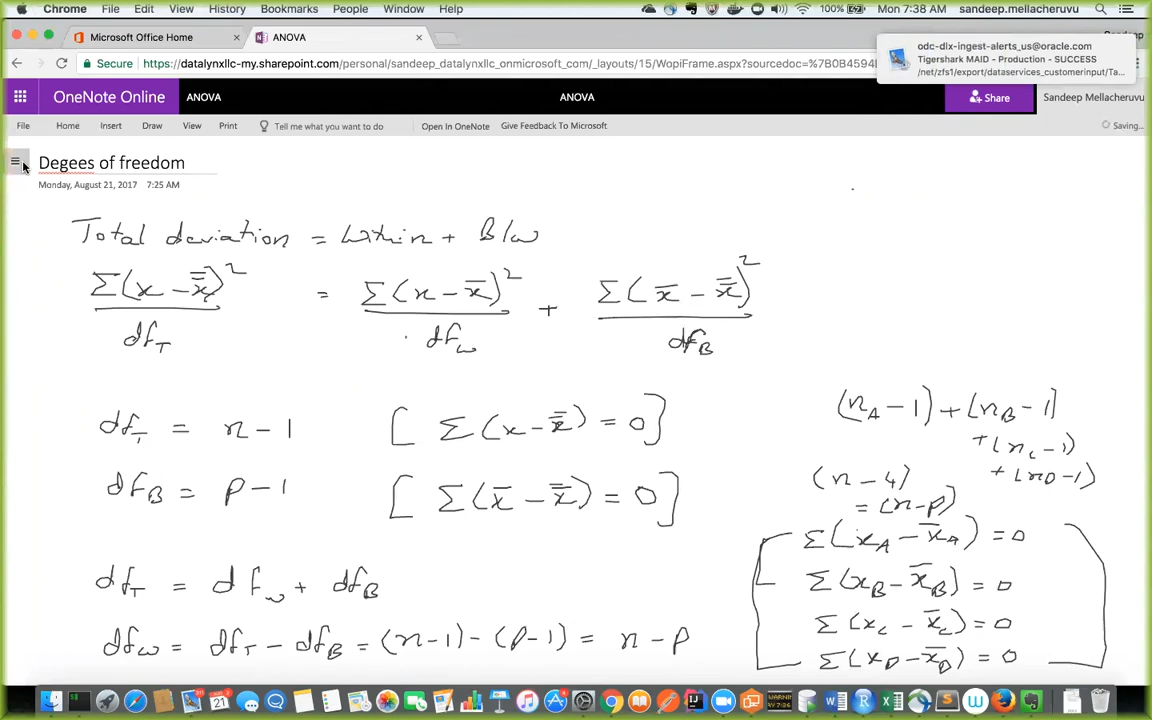 Chrome File Edit View History Bookmarks People Window Help 100% Mon 7:38 AM sandeep.mellacheruvu
Microsoft Office Home × ANOVA ×
Secure https://datalynxllc-my.sharepoint.com/personal/sandeep_datalynxllc_onmicrosoft_com/_layouts/15/WopiFrame.aspx?sourcedoc=%7B0B4594
odc-dlx-ingest-alerts_us@oracle.com
Tigershark MAID - Production - SUCCESS
/net/zfs1/export/dataservices_customerinput/Ta...
OneNote Online ANOVA ANOVA Share Sandeep Mellacheruvu
File Home Insert Draw View Print Tell me what you want to do Open In OneNote Give Feedback To Microsoft Saving...
Degees of freedom
Monday, August 21, 2017 7:25 AM
Total deviation = Within + B/w
Σ(x − x̿)² / df_T = Σ(x − x̄)² / df_w + Σ(x̄ − x̿)² / df_B
df_T = n − 1 [ Σ(x − x̿) = 0 ]
df_B = p − 1 [ Σ(x̄ − x̿) = 0 ]
df_T = df_w + df_B
df_w = df_T − df_B = (n−1) − (p−1) = n − p
(n_A − 1) + (n_B − 1)
+ (n_C − 1)
+ (n_D − 1)
(n − 4)
= (n − p)
Σ(x_A − x̄_A) = 0
Σ(x_B − x̄_B) = 0
Σ(x_C − x̄_C) = 0
Σ(x_D − x̄_D) = 0